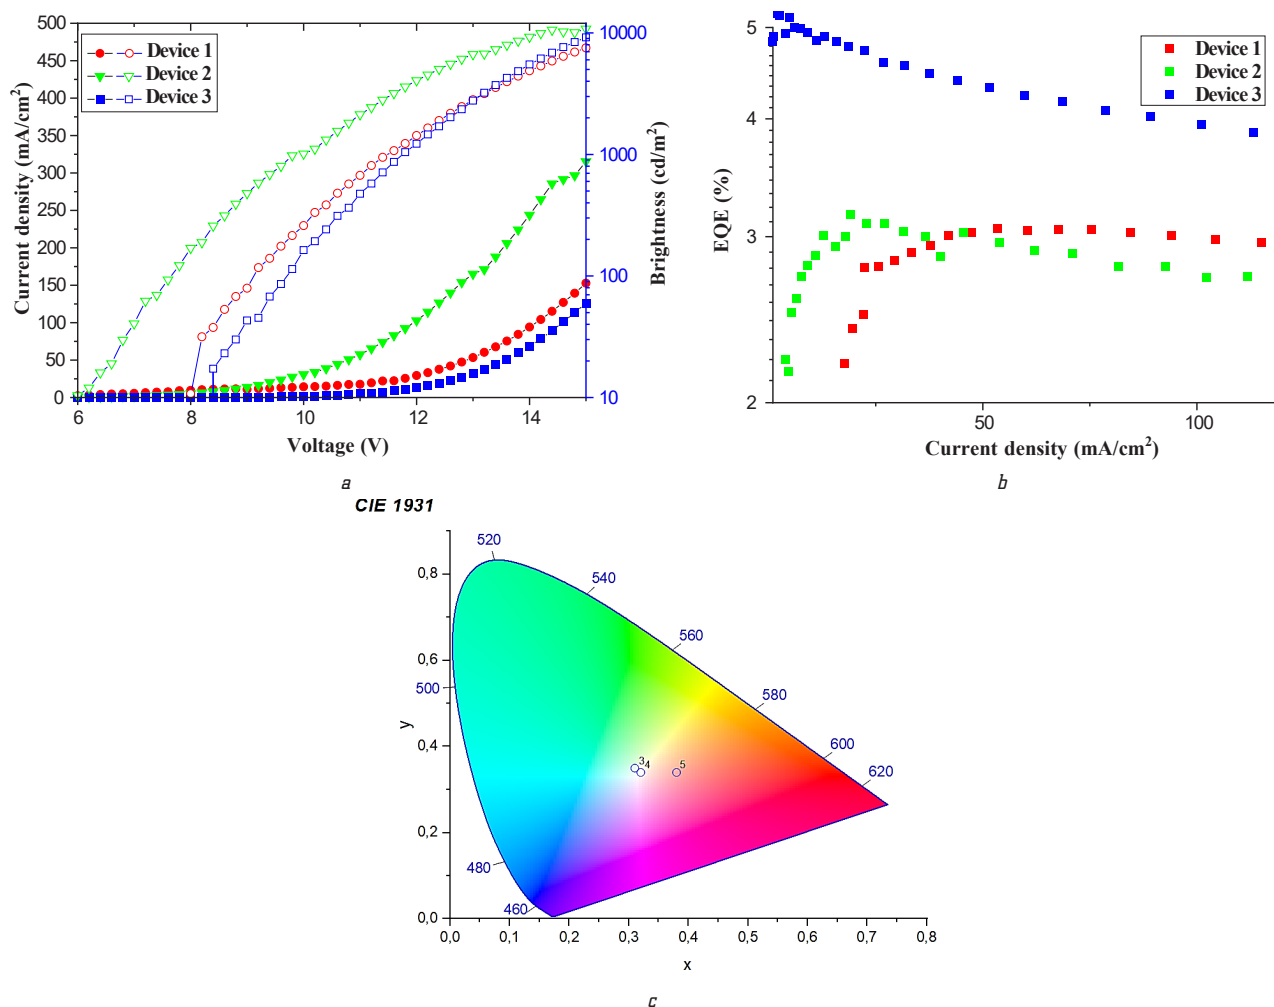 500
450
400
350
300
250
200
150
100
50
0
Current density (mA/cm²)
Device 1
Device 2
Device 3
10000
1000
100
10
Brightness (cd/m²)
6 8 10 12 14
Voltage (V)
a
5
4
3
2
EQE (%)
Device 1
Device 2
Device 3
50 100
Current density (mA/cm²)
b
CIE 1931
520
540
560
580
600
620
500
480
460
3 4 5
0,8
0,6
0,4
0,2
0,0
y
0,0 0,1 0,2 0,3 0,4 0,5 0,6 0,7 0,8
x
c